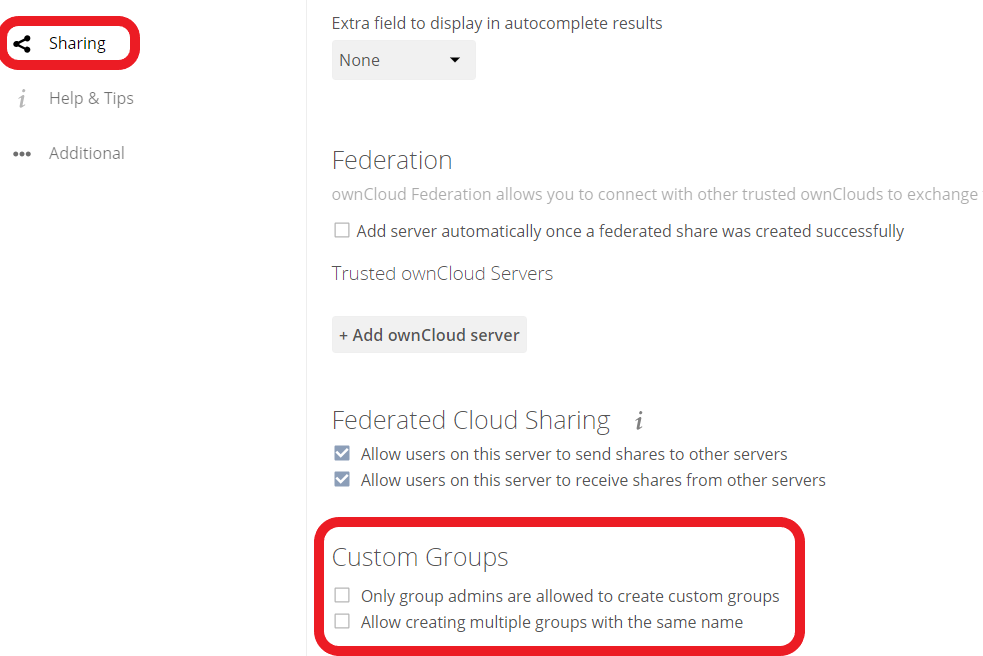 Sharing
Help & Tips
Additional
Extra field to display in autocomplete results
None
Federation
ownCloud Federation allows you to connect with other trusted ownClouds to exchange
Add server automatically once a federated share was created successfully
Trusted ownCloud Servers
+ Add ownCloud server
Federated Cloud Sharing
Allow users on this server to send shares to other servers
Allow users on this server to receive shares from other servers
Custom Groups
Only group admins are allowed to create custom groups
Allow creating multiple groups with the same name